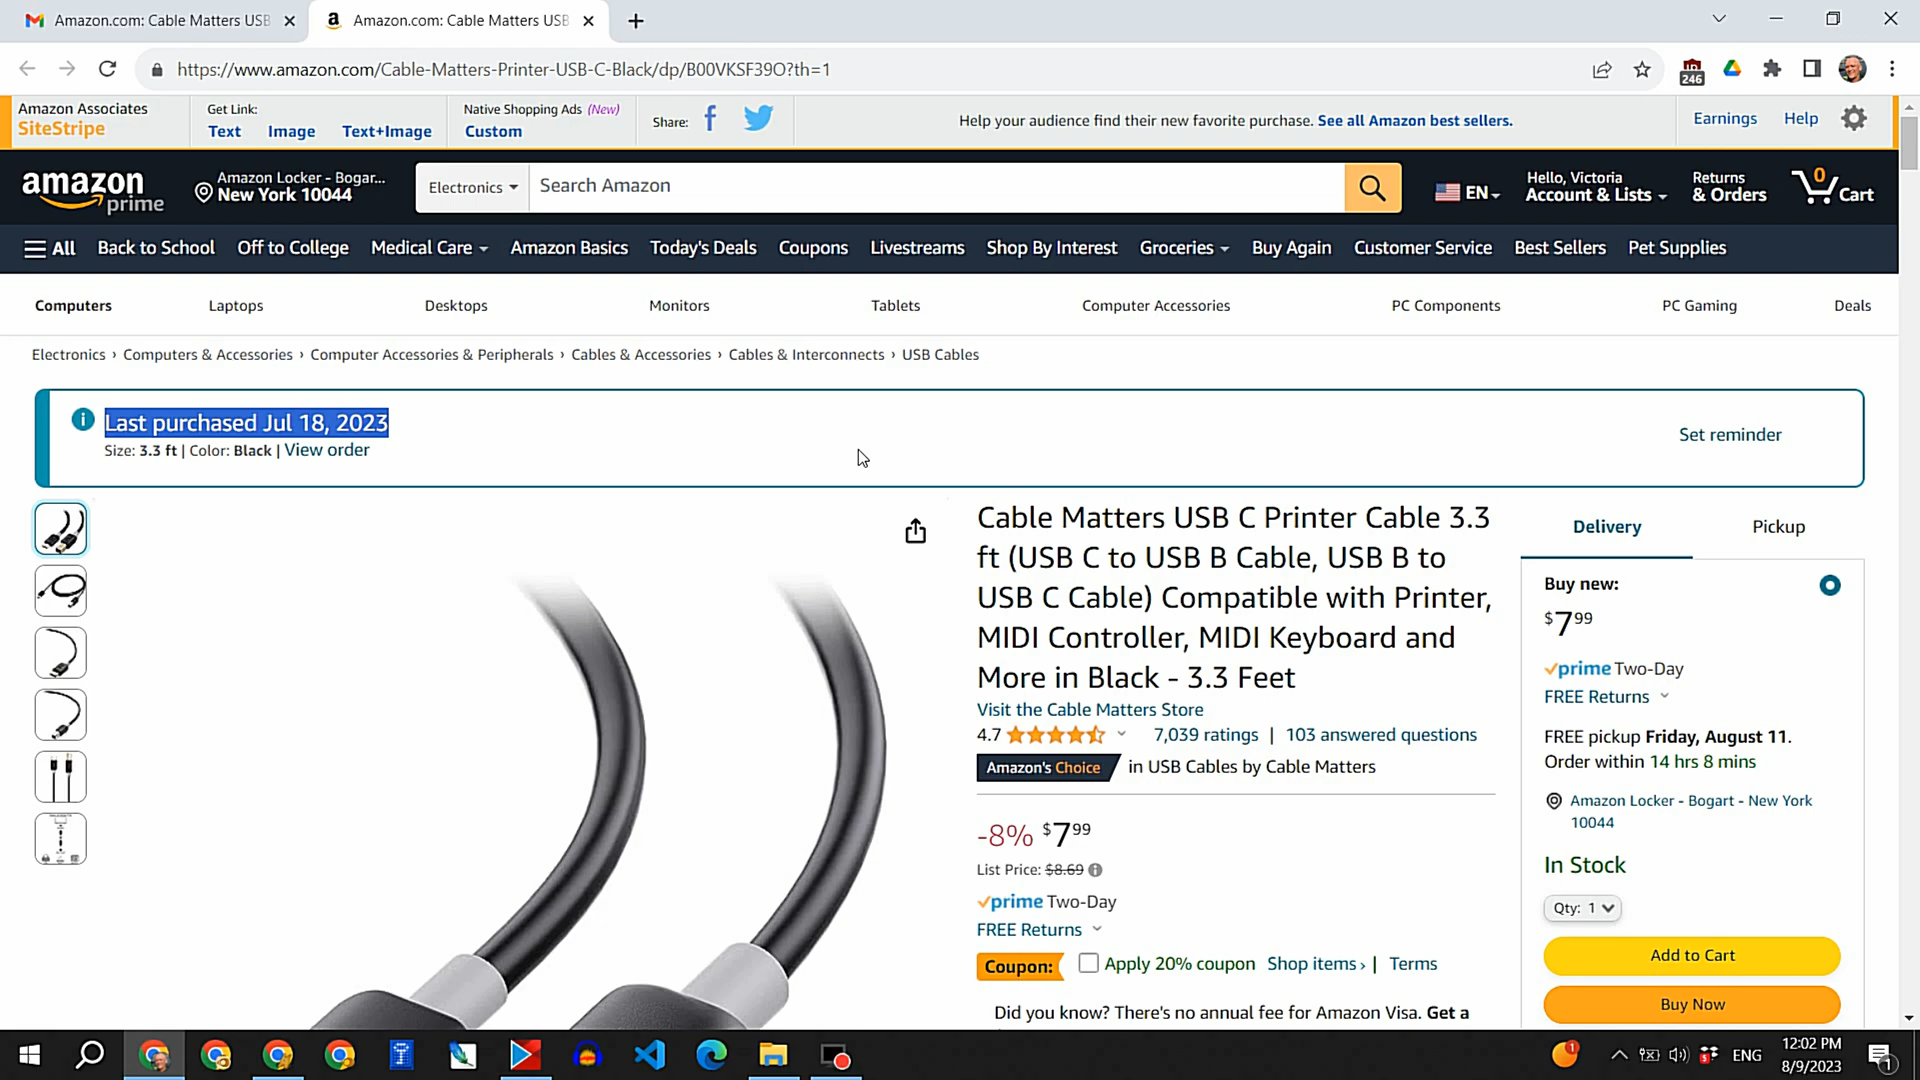 Amazon.com: Cable Matters USB
Amazon.com: Cable Matters USB
https://www.amazon.com/Cable-Matters-Printer-USB-C-Black/dp/B00VKSF39O?th=1
246
Amazon Associates
SiteStripe
Get Link:
Text Image Text+Image
Native Shopping Ads (New)
Custom
Share:
Help your audience find their new favorite purchase. See all Amazon best sellers.
Earnings Help
amazon
prime
Amazon Locker - Bogar...
New York 10044
Electronics
Search Amazon
EN
Hello, Victoria
Account & Lists
Returns
& Orders
0
Cart
All Back to School Off to College Medical Care Amazon Basics Today's Deals Coupons Livestreams Shop By Interest Groceries Buy Again Customer Service Best Sellers Pet Supplies
Computers Laptops Desktops Monitors Tablets Computer Accessories PC Components PC Gaming Deals
Electronics › Computers & Accessories › Computer Accessories & Peripherals › Cables & Accessories › Cables & Interconnects › USB Cables
Last purchased Jul 18, 2023
Size: 3.3 ft | Color: Black | View order
Set reminder
Cable Matters USB C Printer Cable 3.3
ft (USB C to USB B Cable, USB B to
USB C Cable) Compatible with Printer,
MIDI Controller, MIDI Keyboard and
More in Black - 3.3 Feet
Visit the Cable Matters Store
4.7 7,039 ratings | 103 answered questions
Amazon's Choice in USB Cables by Cable Matters
-8% $7 99
List Price: $8.69
prime Two-Day
FREE Returns
Coupon: Apply 20% coupon Shop items › | Terms
Did you know? There's no annual fee for Amazon Visa. Get a
Delivery Pickup
Buy new:
$7 99
prime Two-Day
FREE Returns
FREE pickup Friday, August 11.
Order within 14 hrs 8 mins
Amazon Locker - Bogart - New York
10044
In Stock
Qty: 1
Add to Cart
Buy Now
1
ENG
12:02 PM
8/9/2023
1